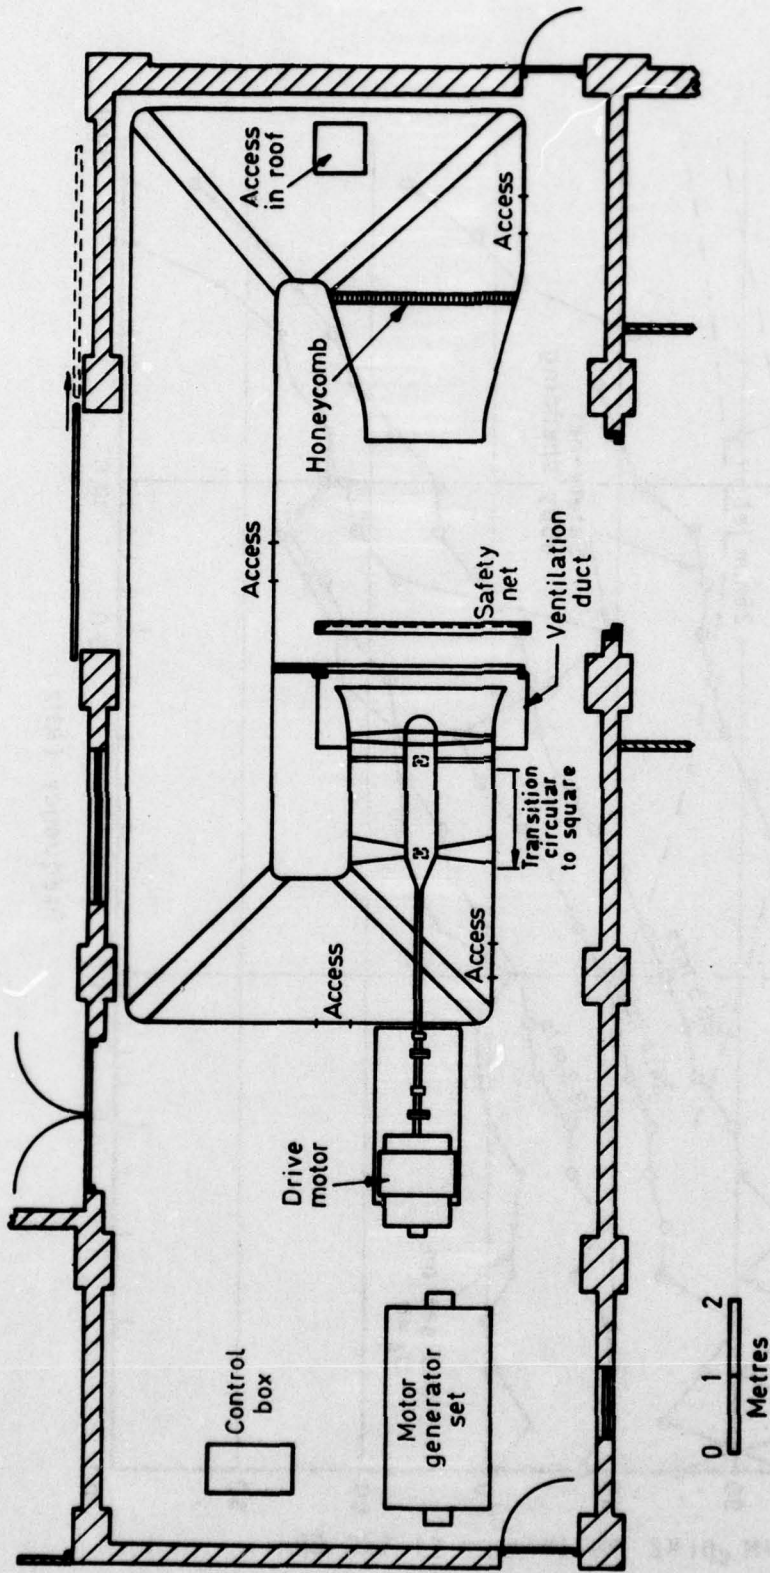 Access
in roof
Access
Honeycomb
Access
Safety
net
Ventilation
duct
Transition
circular
to square
Access
Access
Drive
motor
Control
box
Motor
generator
set
0 1 2
Metres